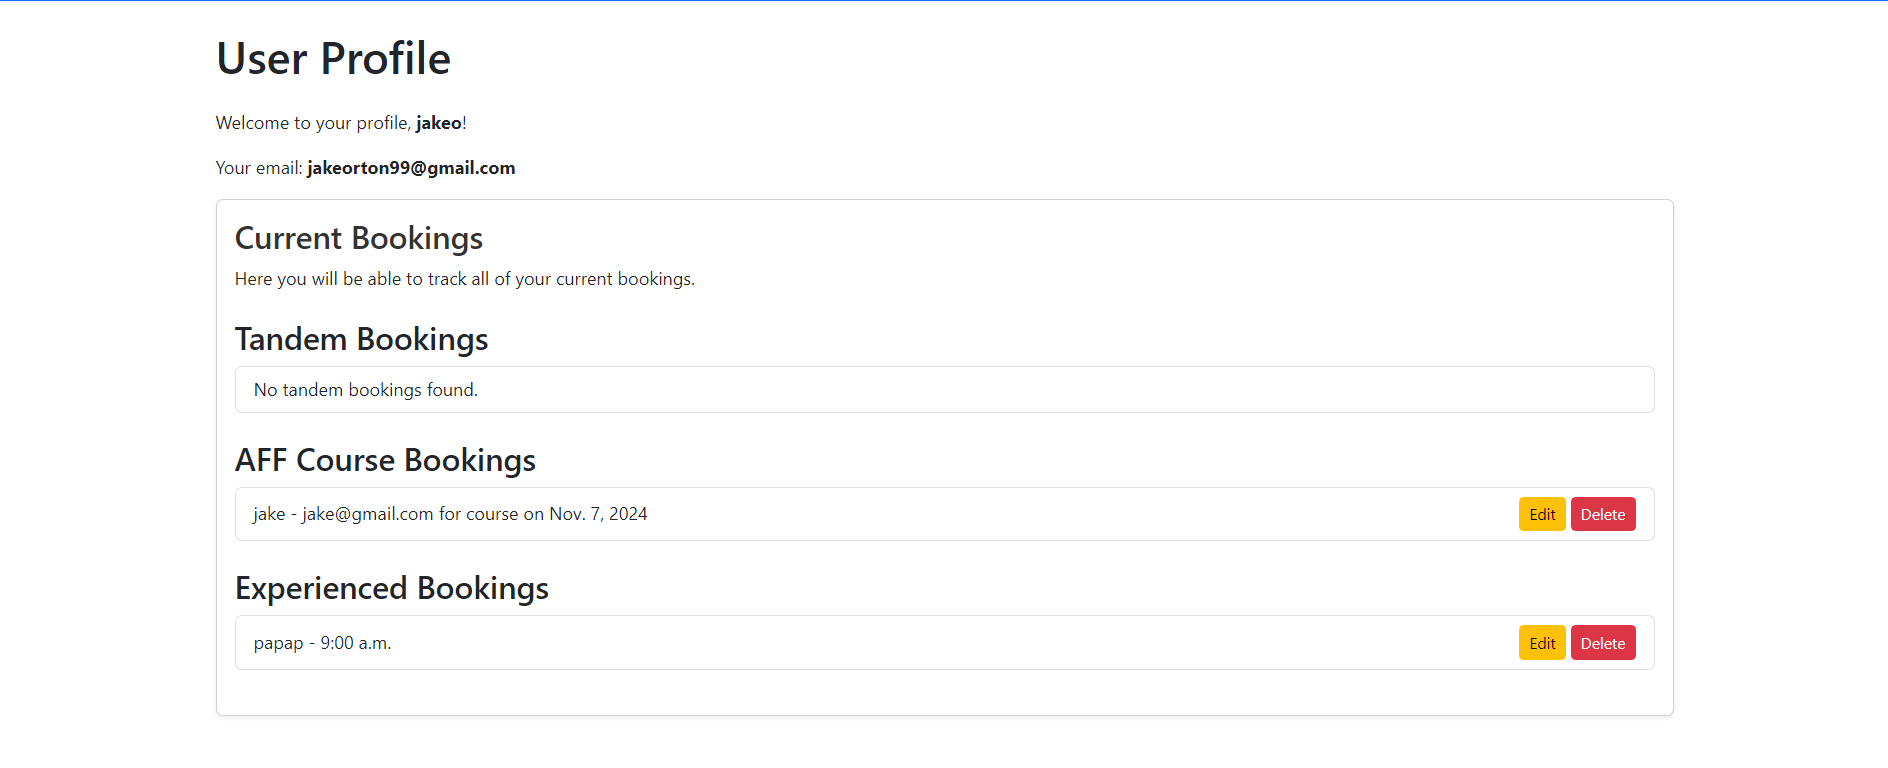 User Profile
Welcome to your profile, jakeo!
Your email: jakeorton99@gmail.com
Current Bookings
Here you will be able to track all of your current bookings.
Tandem Bookings
No tandem bookings found.
AFF Course Bookings
jake - jake@gmail.com for course on Nov. 7, 2024 Edit Delete
Experienced Bookings
papap - 9:00 a.m. Edit Delete